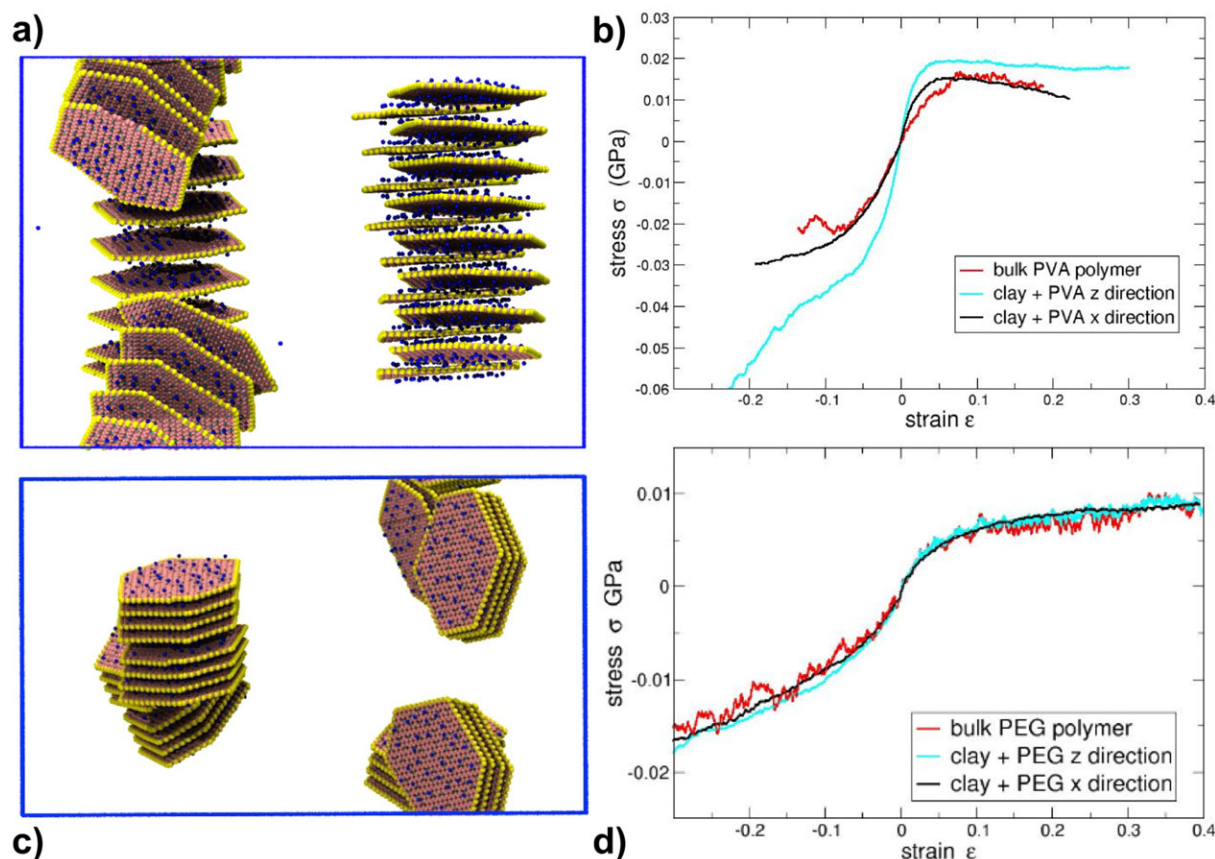 a)
b)
0.03
0.02
0.01
0
-0.01
-0.02
-0.03
-0.04
-0.05
-0.06
stress σ (GPa)
bulk PVA polymer
clay + PVA z direction
clay + PVA x direction
-0.2 -0.1 0 0.1 0.2 0.3 0.4
strain ε
0.01
0
-0.01
-0.02
stress σ GPa
bulk PEG polymer
clay + PEG z direction
clay + PEG x direction
-0.2 -0.1 0 0.1 0.2 0.3 0.4
strain ε
c)
d)